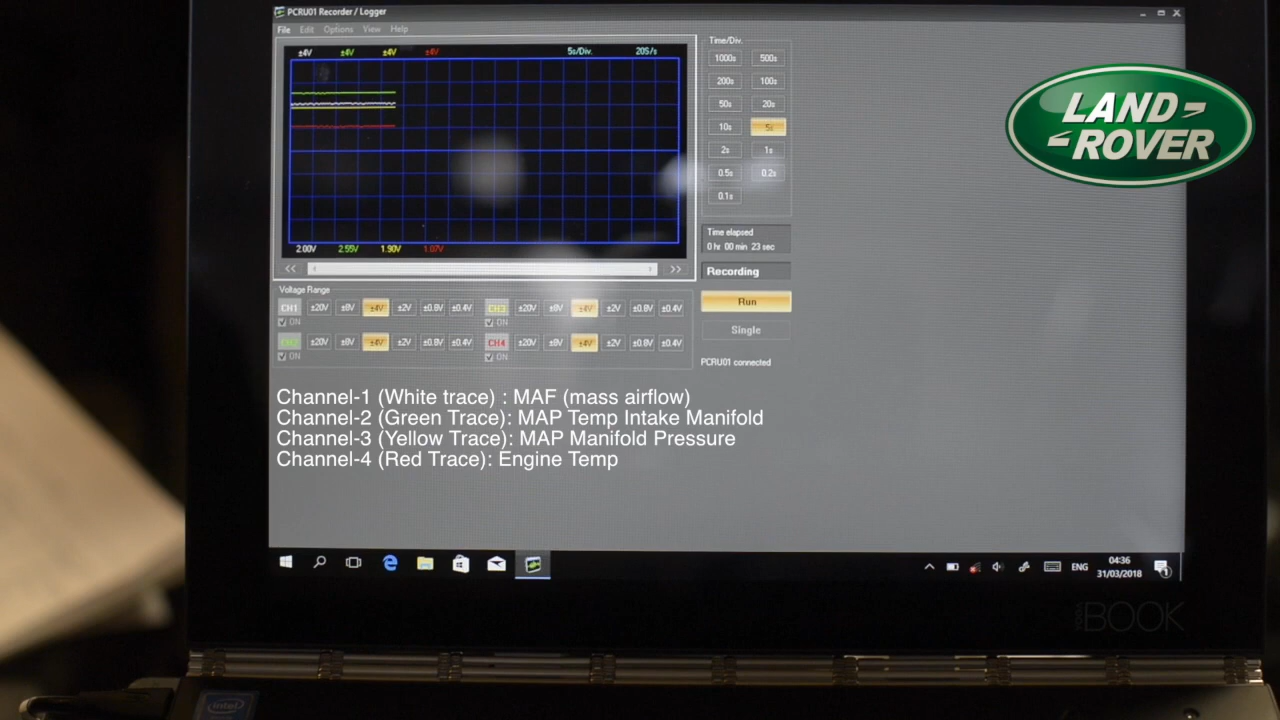 PCRU01 Recorder / Logger
File Edit Options View Help
±4V ±4V ±4V ±4V 5s/Div. 20S/s
2.00V 2.55V 1.90V 1.07V
<< >>
Time/Div.
1000s 500s
200s 100s
50s 20s
10s 5s
2s 1s
0.5s 0.2s
0.1s
Time elapsed
0 hr 00 min 23 sec
Recording
Run
Single
PCRU01 connected
Voltage Range
CH1 ±20V ±8V ±4V ±2V ±0.8V ±0.4V CH3 ±20V ±8V ±4V ±2V ±0.8V ±0.4V
ON ON
CH2 ±20V ±8V ±4V ±2V ±0.8V ±0.4V CH4 ±20V ±8V ±4V ±2V ±0.8V ±0.4V
ON ON
LAND
ROVER
Channel-1 (White trace) : MAF (mass airflow)
Channel-2 (Green Trace): MAP Temp Intake Manifold
Channel-3 (Yellow Trace): MAP Manifold Pressure
Channel-4 (Red Trace): Engine Temp
ENG
04:36
31/03/2018
1
BOOK
intel